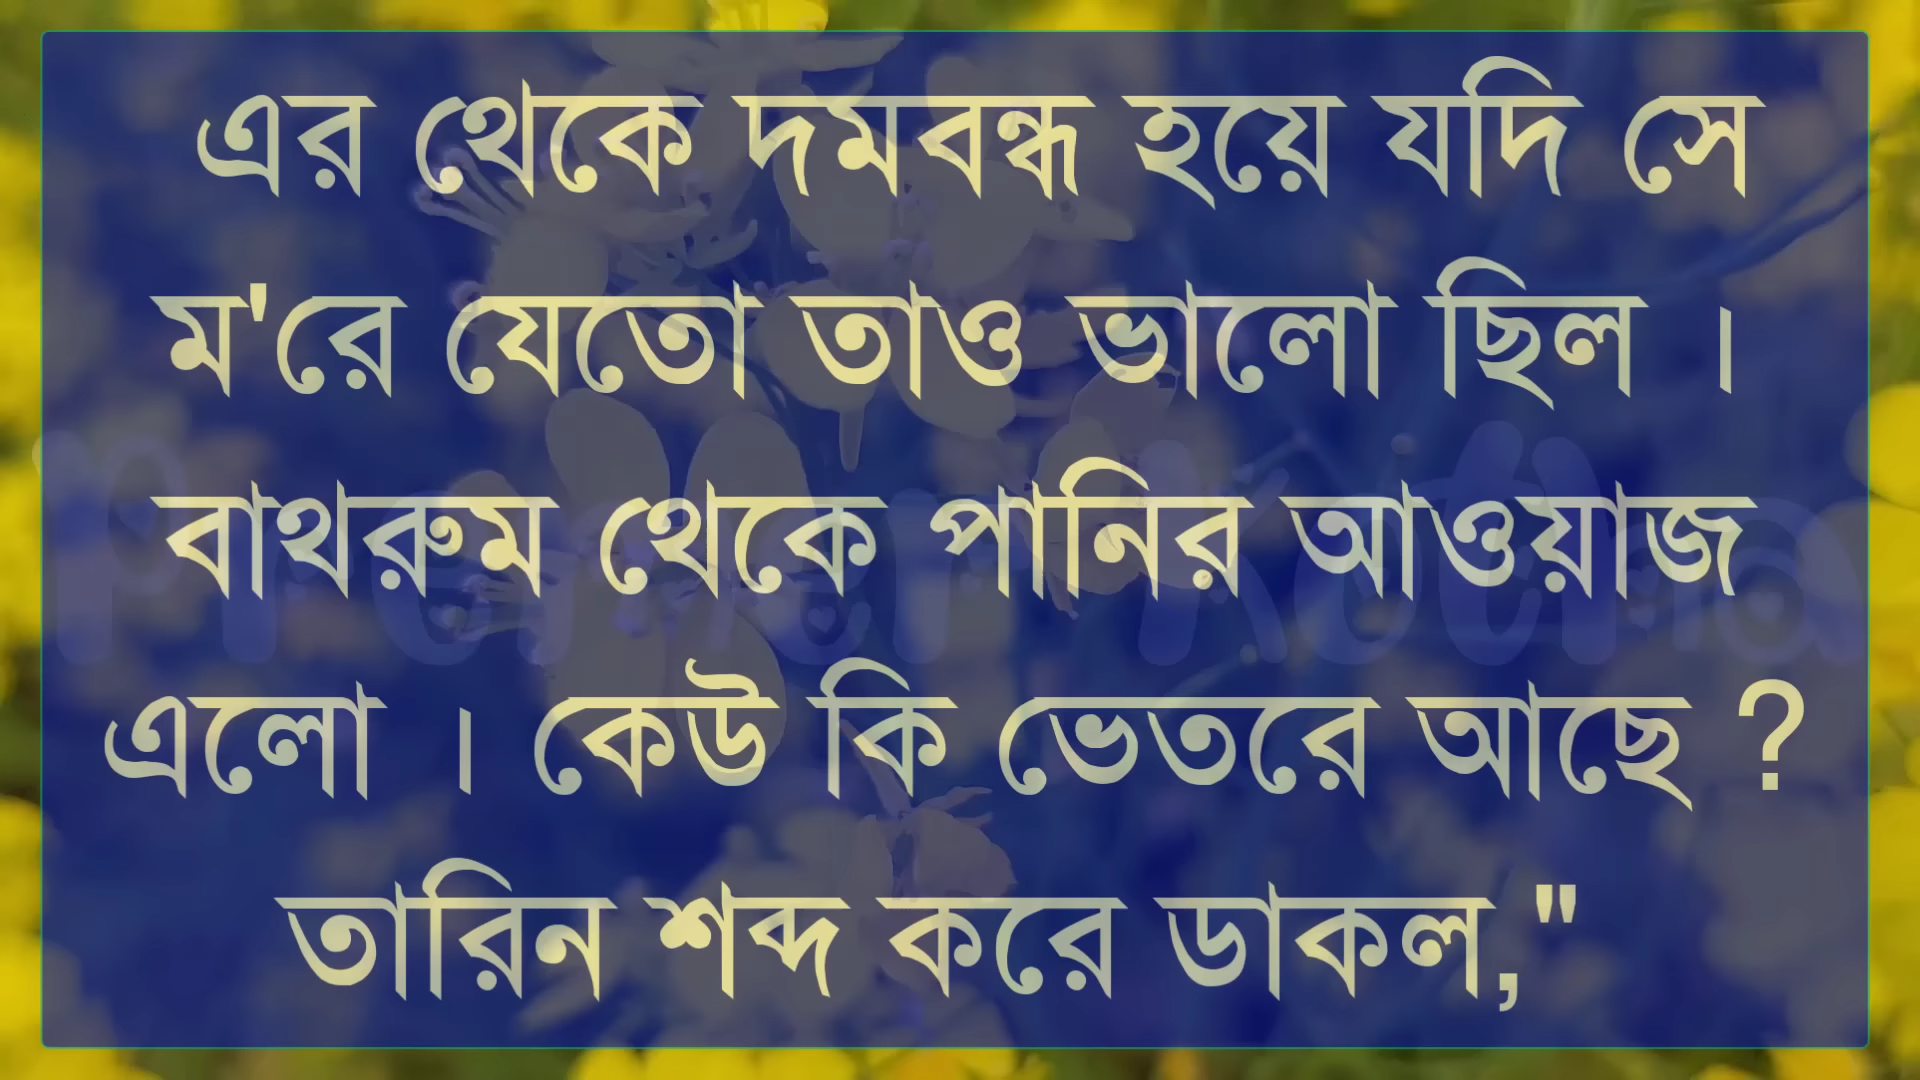 এর থেকে দমবন্ধ হয়ে যদি সে
ম'রে যেতো তাও ভালো ছিল ।
বাথরুম থেকে পানির আওয়াজ
এলো । কেউ কি ভেতরে আছে ?
তারিন শব্দ করে ডাকল,"